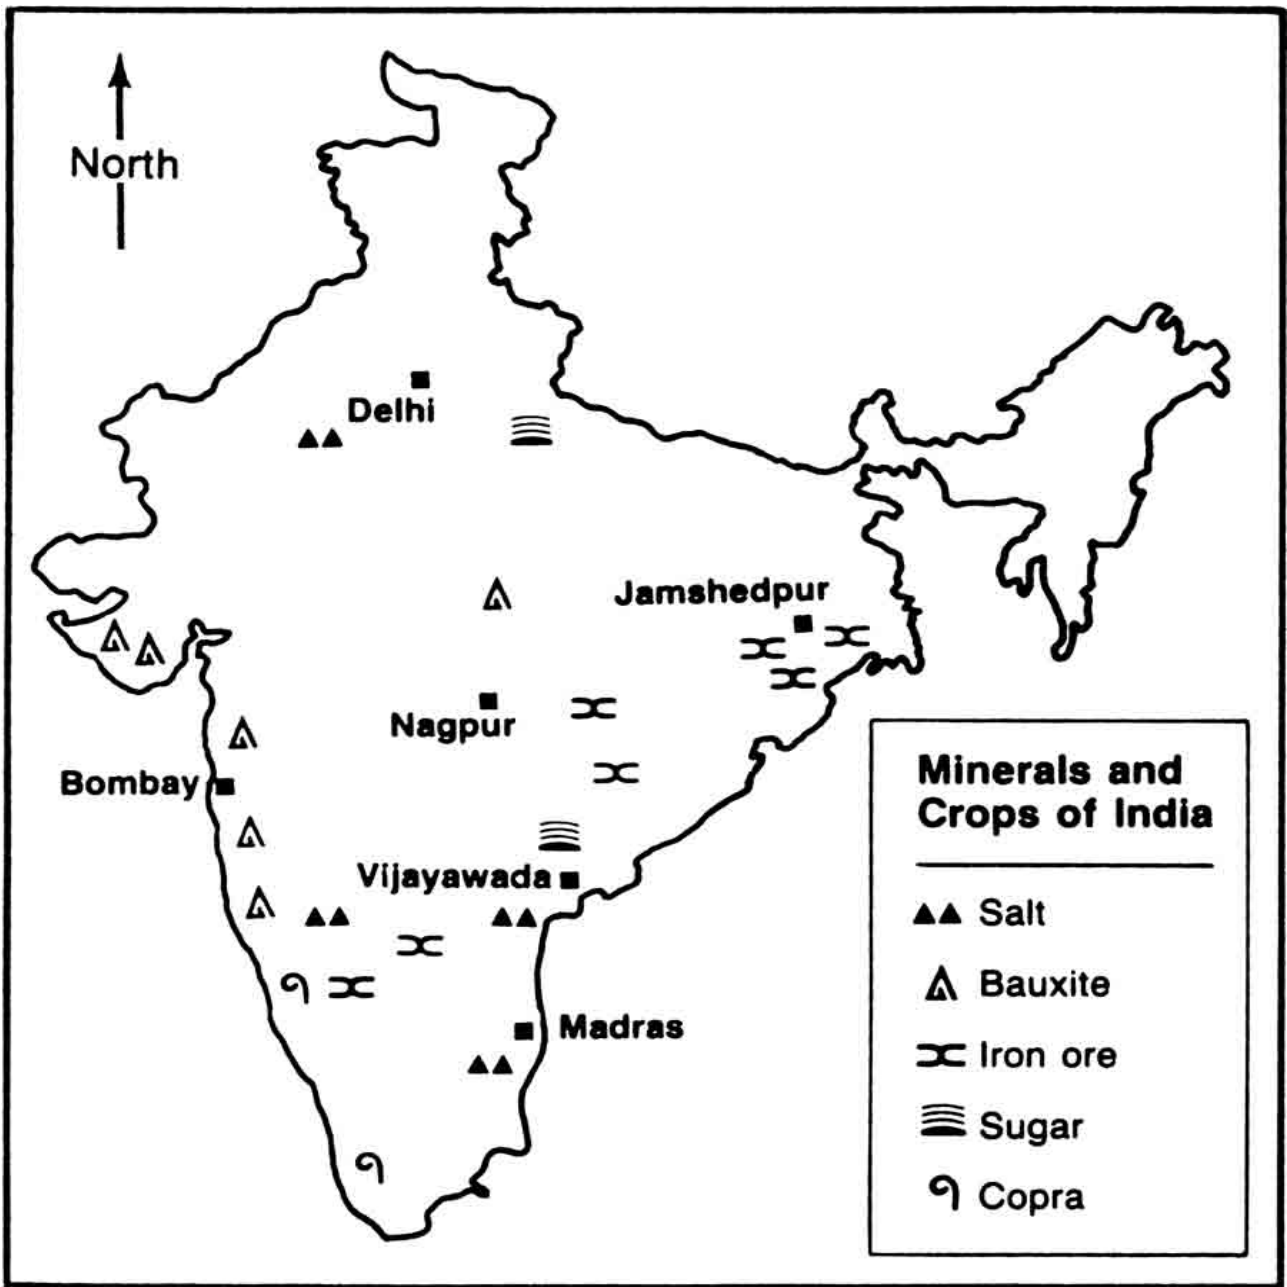 North
Delhi
Jamshedpur
Nagpur
Bombay
Vijayawada
Madras
Minerals and
Crops of India
Salt
Bauxite
Iron ore
Sugar
Copra